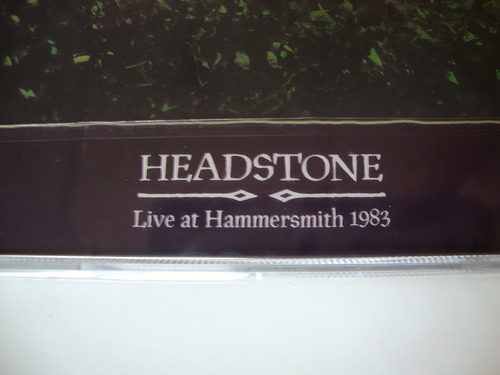 HEADSTONE
Live at Hammersmith 1983